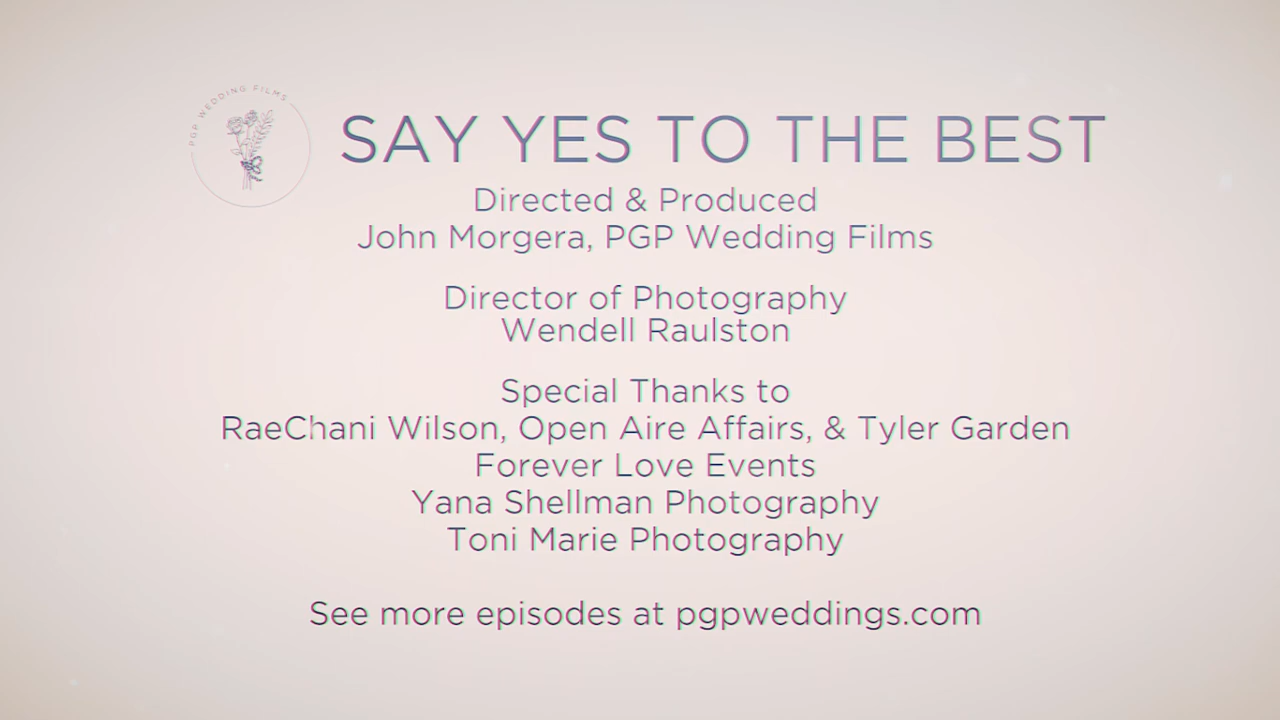 PGP WEDDING FILMS
SAY YES TO THE BEST
Directed & Produced
John Morgera, PGP Wedding Films
Director of Photography
Wendell Raulston
Special Thanks to
RaeChani Wilson, Open Aire Affairs, & Tyler Garden
Forever Love Events
Yana Shellman Photography
Toni Marie Photography
See more episodes at pgpweddings.com